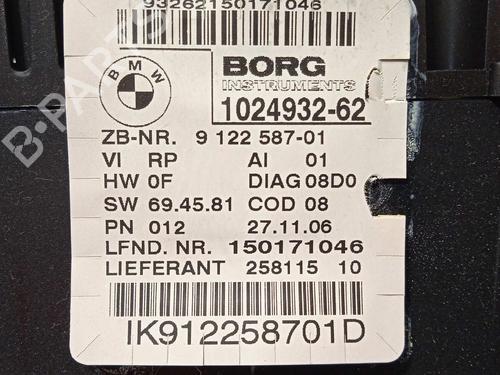 93262150171046
BMW
BORG
INSTRUMENTS
1024932-62
ZB-NR. 9 122 587-01
VI RP AI 01
HW 0F DIAG 08D0
SW 69.45.81 COD 08
PN 012 27.11.06
LFND. NR. 150171046
LIEFERANT 258115 10
IK912258701D
B-PARTS